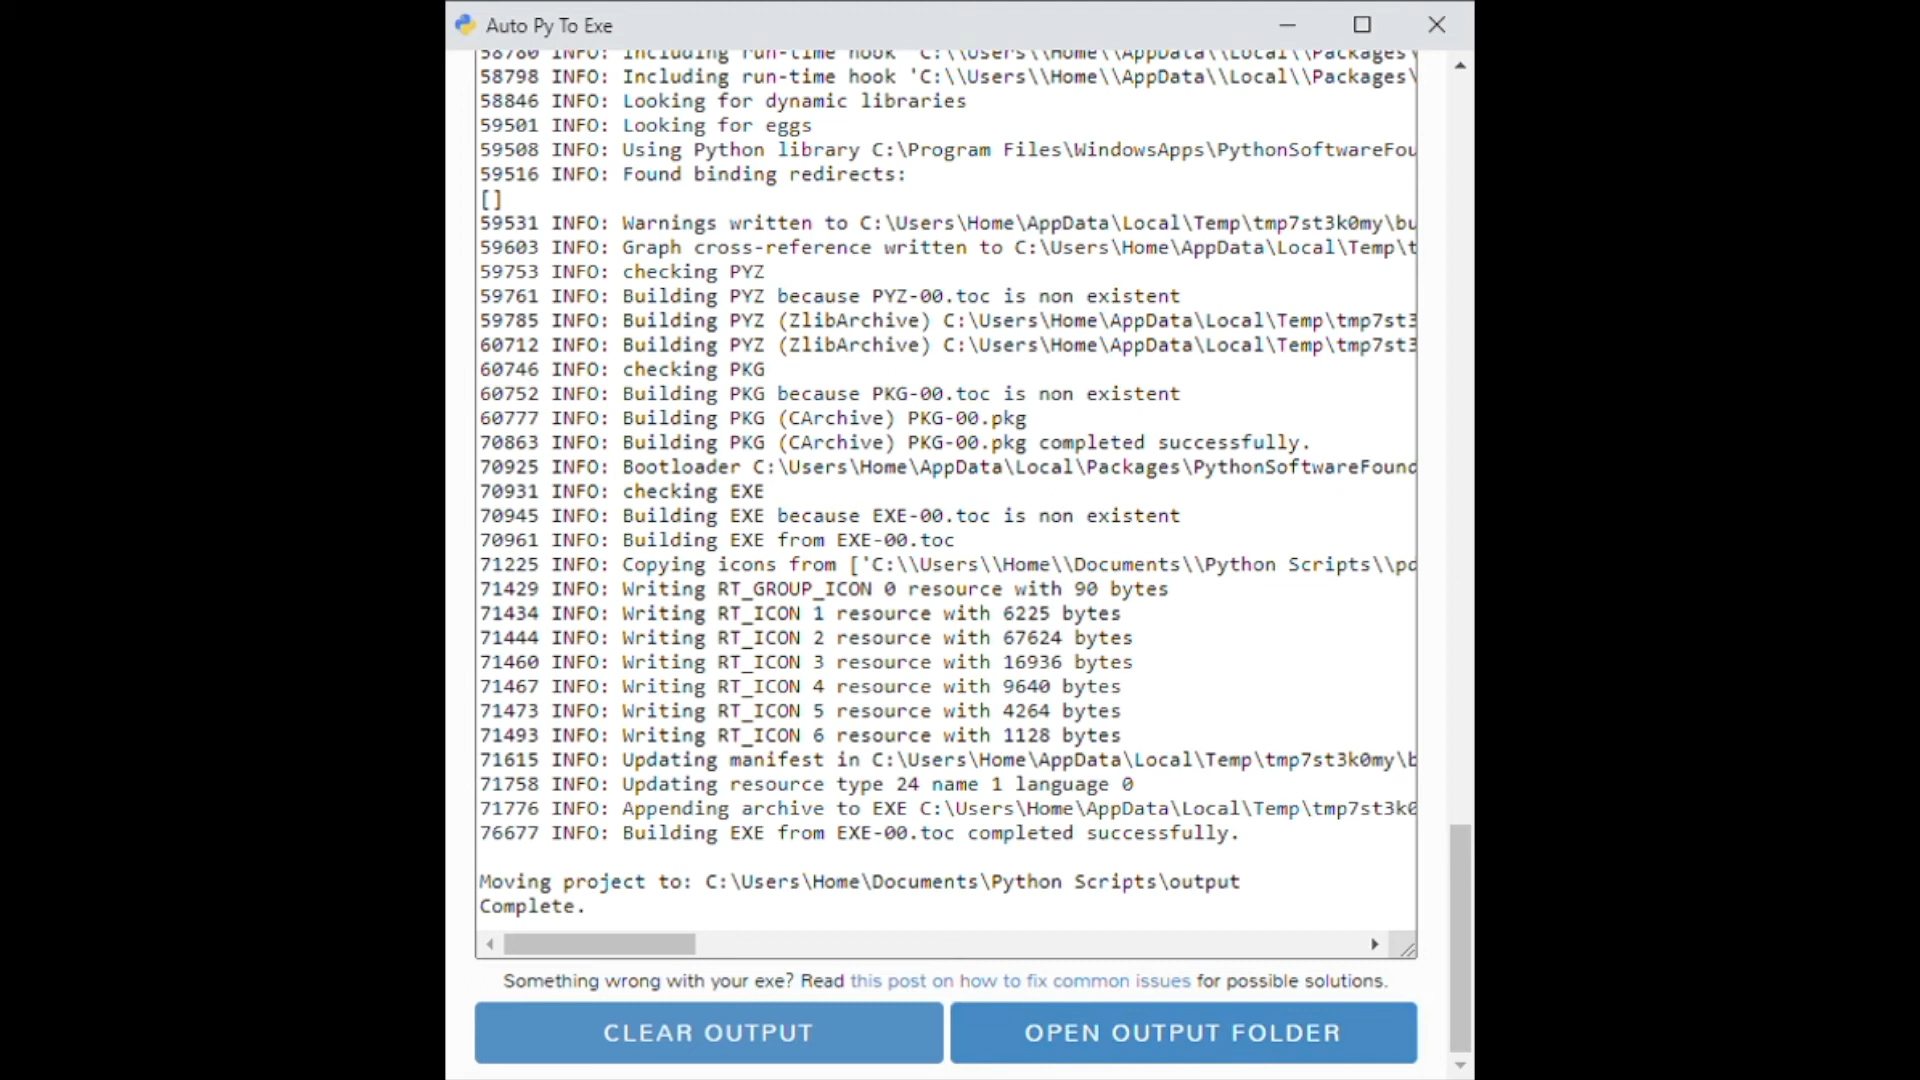 Auto Py To Exe
58780 INFO: Including run-time hook 'C:\\Users\\Home\\AppData\\Local\\Packages\
58798 INFO: Including run-time hook 'C:\\Users\\Home\\AppData\\Local\\Packages\
58846 INFO: Looking for dynamic libraries
59501 INFO: Looking for eggs
59508 INFO: Using Python library C:\Program Files\WindowsApps\PythonSoftwareFou
59516 INFO: Found binding redirects:
[]
59531 INFO: Warnings written to C:\Users\Home\AppData\Local\Temp\tmp7st3k0my\bu
59603 INFO: Graph cross-reference written to C:\Users\Home\AppData\Local\Temp\t
59753 INFO: checking PYZ
59761 INFO: Building PYZ because PYZ-00.toc is non existent
59785 INFO: Building PYZ (ZlibArchive) C:\Users\Home\AppData\Local\Temp\tmp7st3
60712 INFO: Building PYZ (ZlibArchive) C:\Users\Home\AppData\Local\Temp\tmp7st3
60746 INFO: checking PKG
60752 INFO: Building PKG because PKG-00.toc is non existent
60777 INFO: Building PKG (CArchive) PKG-00.pkg
70863 INFO: Building PKG (CArchive) PKG-00.pkg completed successfully.
70925 INFO: Bootloader C:\Users\Home\AppData\Local\Packages\PythonSoftwareFound
70931 INFO: checking EXE
70945 INFO: Building EXE because EXE-00.toc is non existent
70961 INFO: Building EXE from EXE-00.toc
71225 INFO: Copying icons from ['C:\\Users\\Home\\Documents\\Python Scripts\\pd
71429 INFO: Writing RT_GROUP_ICON 0 resource with 90 bytes
71434 INFO: Writing RT_ICON 1 resource with 6225 bytes
71444 INFO: Writing RT_ICON 2 resource with 67624 bytes
71460 INFO: Writing RT_ICON 3 resource with 16936 bytes
71467 INFO: Writing RT_ICON 4 resource with 9640 bytes
71473 INFO: Writing RT_ICON 5 resource with 4264 bytes
71493 INFO: Writing RT_ICON 6 resource with 1128 bytes
71615 INFO: Updating manifest in C:\Users\Home\AppData\Local\Temp\tmp7st3k0my\b
71758 INFO: Updating resource type 24 name 1 language 0
71776 INFO: Appending archive to EXE C:\Users\Home\AppData\Local\Temp\tmp7st3k0
76677 INFO: Building EXE from EXE-00.toc completed successfully.
Moving project to: C:\Users\Home\Documents\Python Scripts\output
Complete.
Something wrong with your exe? Read this post on how to fix common issues for possible solutions.
CLEAR OUTPUT
OPEN OUTPUT FOLDER